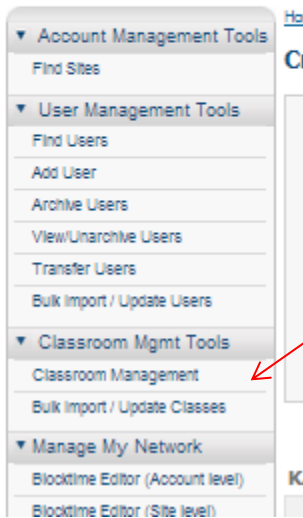 Account Management Tools
Find Sites
User Management Tools
Find Users
Add User
Archive Users
View/Unarchive Users
Transfer Users
Bulk Import / Update Users
Classroom Mgmt Tools
Classroom Management
Bulk Import / Update Classes
Manage My Network
Blocktime Editor (Account level)
Blocktime Editor (Site level)